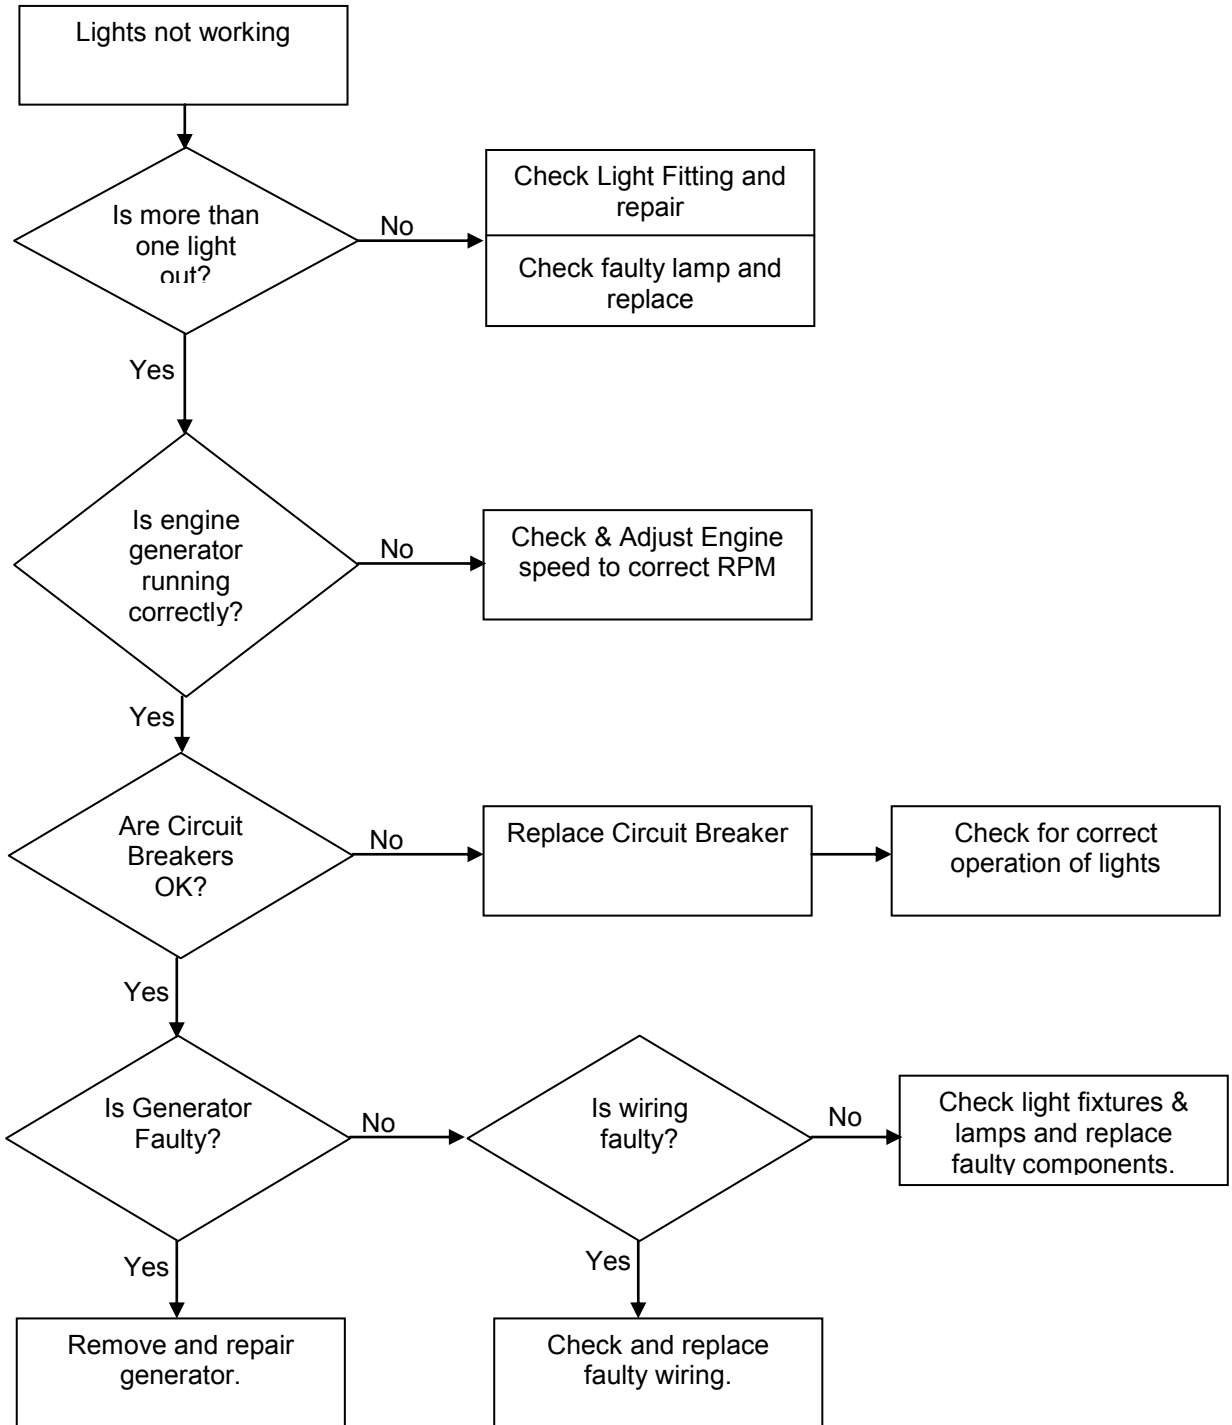 Lights not working
Is more than
one light
out?
No
Check Light Fitting and
repair
Check faulty lamp and
replace
Yes
Is engine
generator
running
correctly?
No
Check & Adjust Engine
speed to correct RPM
Yes
Are Circuit
Breakers
OK?
No
Replace Circuit Breaker
Check for correct
operation of lights
Yes
Is Generator
Faulty?
No
Is wiring
faulty?
No
Check light fixtures &
lamps and replace
faulty components.
Yes
Yes
Remove and repair
generator.
Check and replace
faulty wiring.